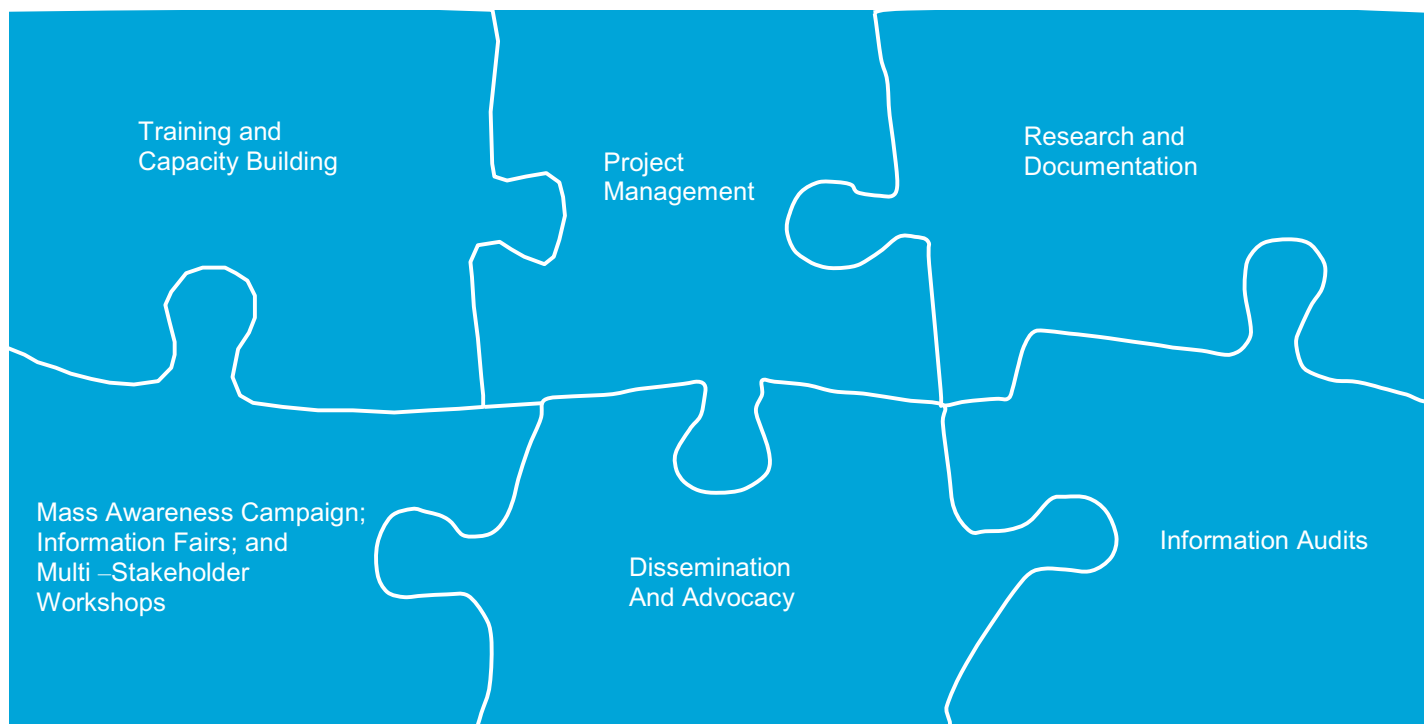 Training and
Capacity Building
Project
Management
Research and
Documentation
Mass Awareness Campaign;
Information Fairs; and
Multi –Stakeholder
Workshops
Dissemination
And Advocacy
Information Audits